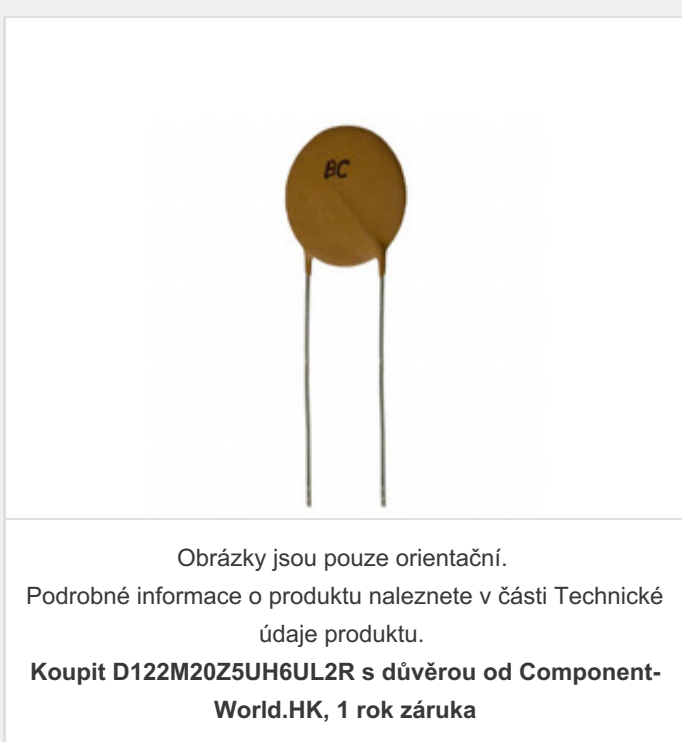 BC
Obrázky jsou pouze orientační.
Podrobné informace o produktu naleznete v části Technické
údaje produktu.
Koupit D122M20Z5UH6UL2R s důvěrou od Component-
World.HK, 1 rok záruka